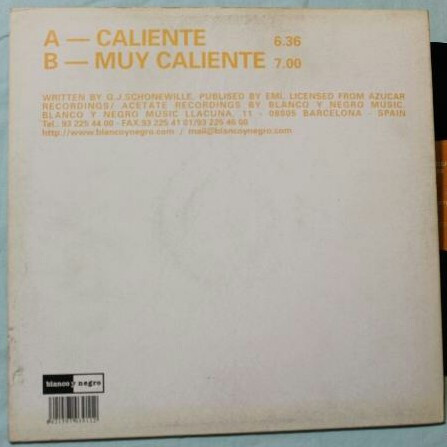 A — CALIENTE 6.36
B — MUY CALIENTE 7.00
WRITTEN BY G.J.SCHONEWILLE. PUBLISED BY EMI. LICENSED FROM AZUCAR
RECORDINGS/ ACETATE RECORDINGS BY BLANCO Y NEGRO MUSIC.
BLANCO Y NEGRO MUSIC LLACUNA, 11 - 08005 BARCELONA - SPAIN
Tel.: 93 225 44 00 - FAX.93 225 41 01/93 225 46 00
http://www.blancoynegro.com / mail@blancoynegro.com
blanco y negro